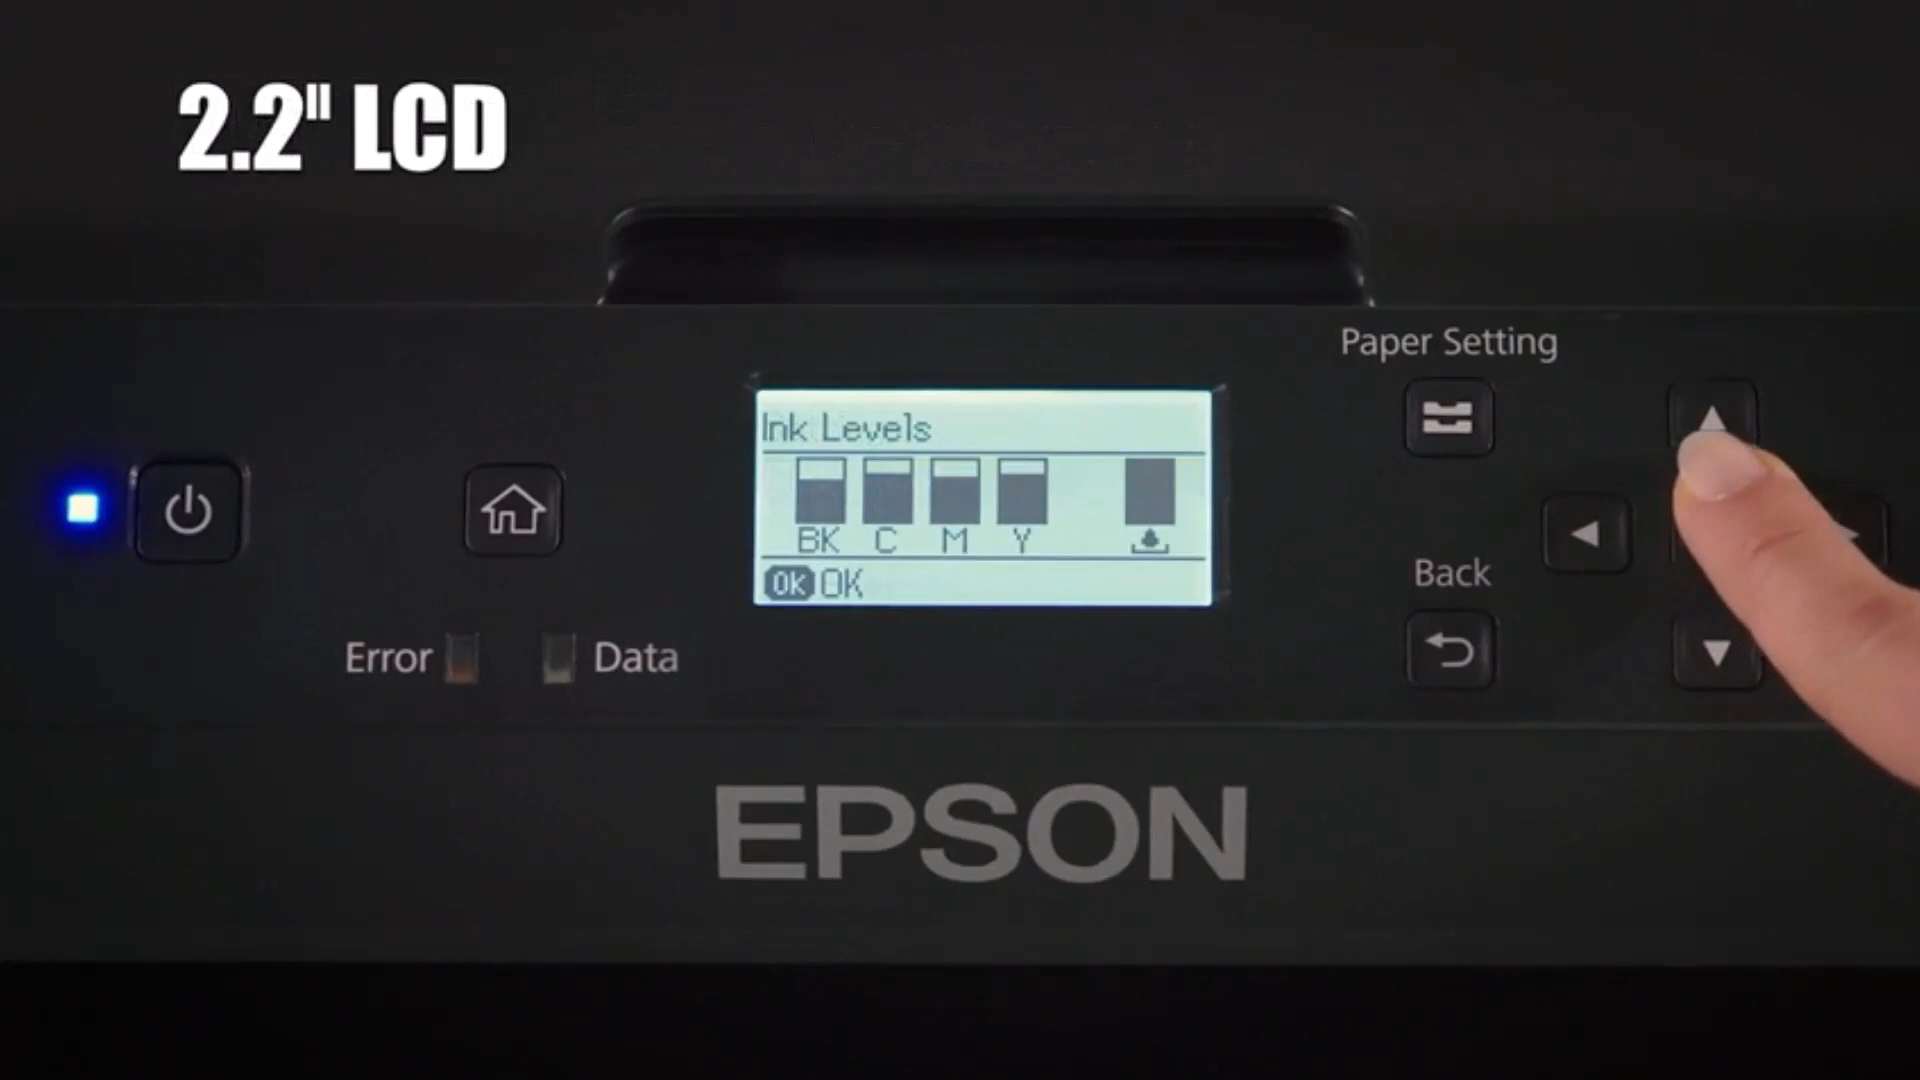 2.2" LCD
Paper Setting
Ink Levels
BK C M Y
OK OK
Back
Error
Data
EPSON